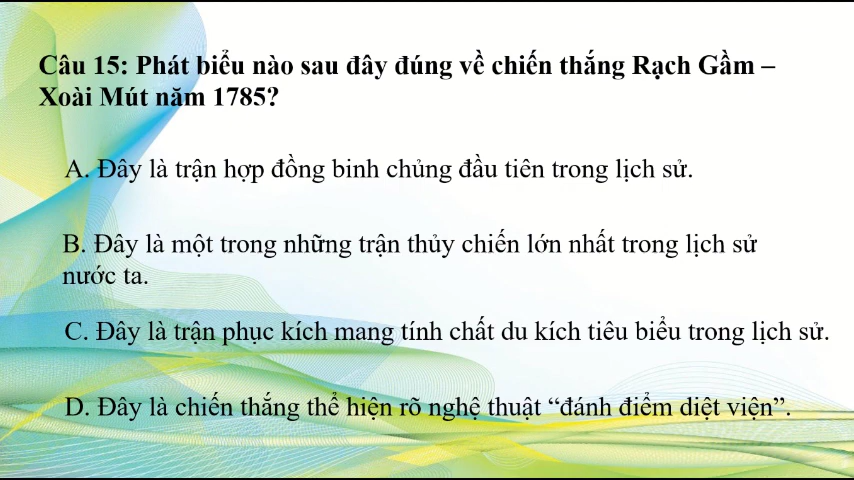 Câu 15: Phát biểu nào sau đây đúng về chiến thắng Rạch Gầm –
Xoài Mút năm 1785?
A. Đây là trận hợp đồng binh chủng đầu tiên trong lịch sử.
B. Đây là một trong những trận thủy chiến lớn nhất trong lịch sử
nước ta.
C. Đây là trận phục kích mang tính chất du kích tiêu biểu trong lịch sử.
D. Đây là chiến thắng thể hiện rõ nghệ thuật “đánh điểm diệt viện”.